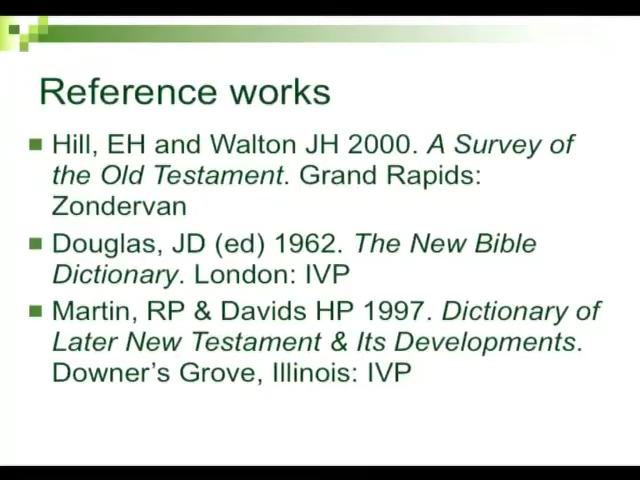 Reference works
Hill, EH and Walton JH 2000. A Survey of
the Old Testament. Grand Rapids:
Zondervan
Douglas, JD (ed) 1962. The New Bible
Dictionary. London: IVP
Martin, RP & Davids HP 1997. Dictionary of
Later New Testament & Its Developments.
Downer's Grove, Illinois: IVP